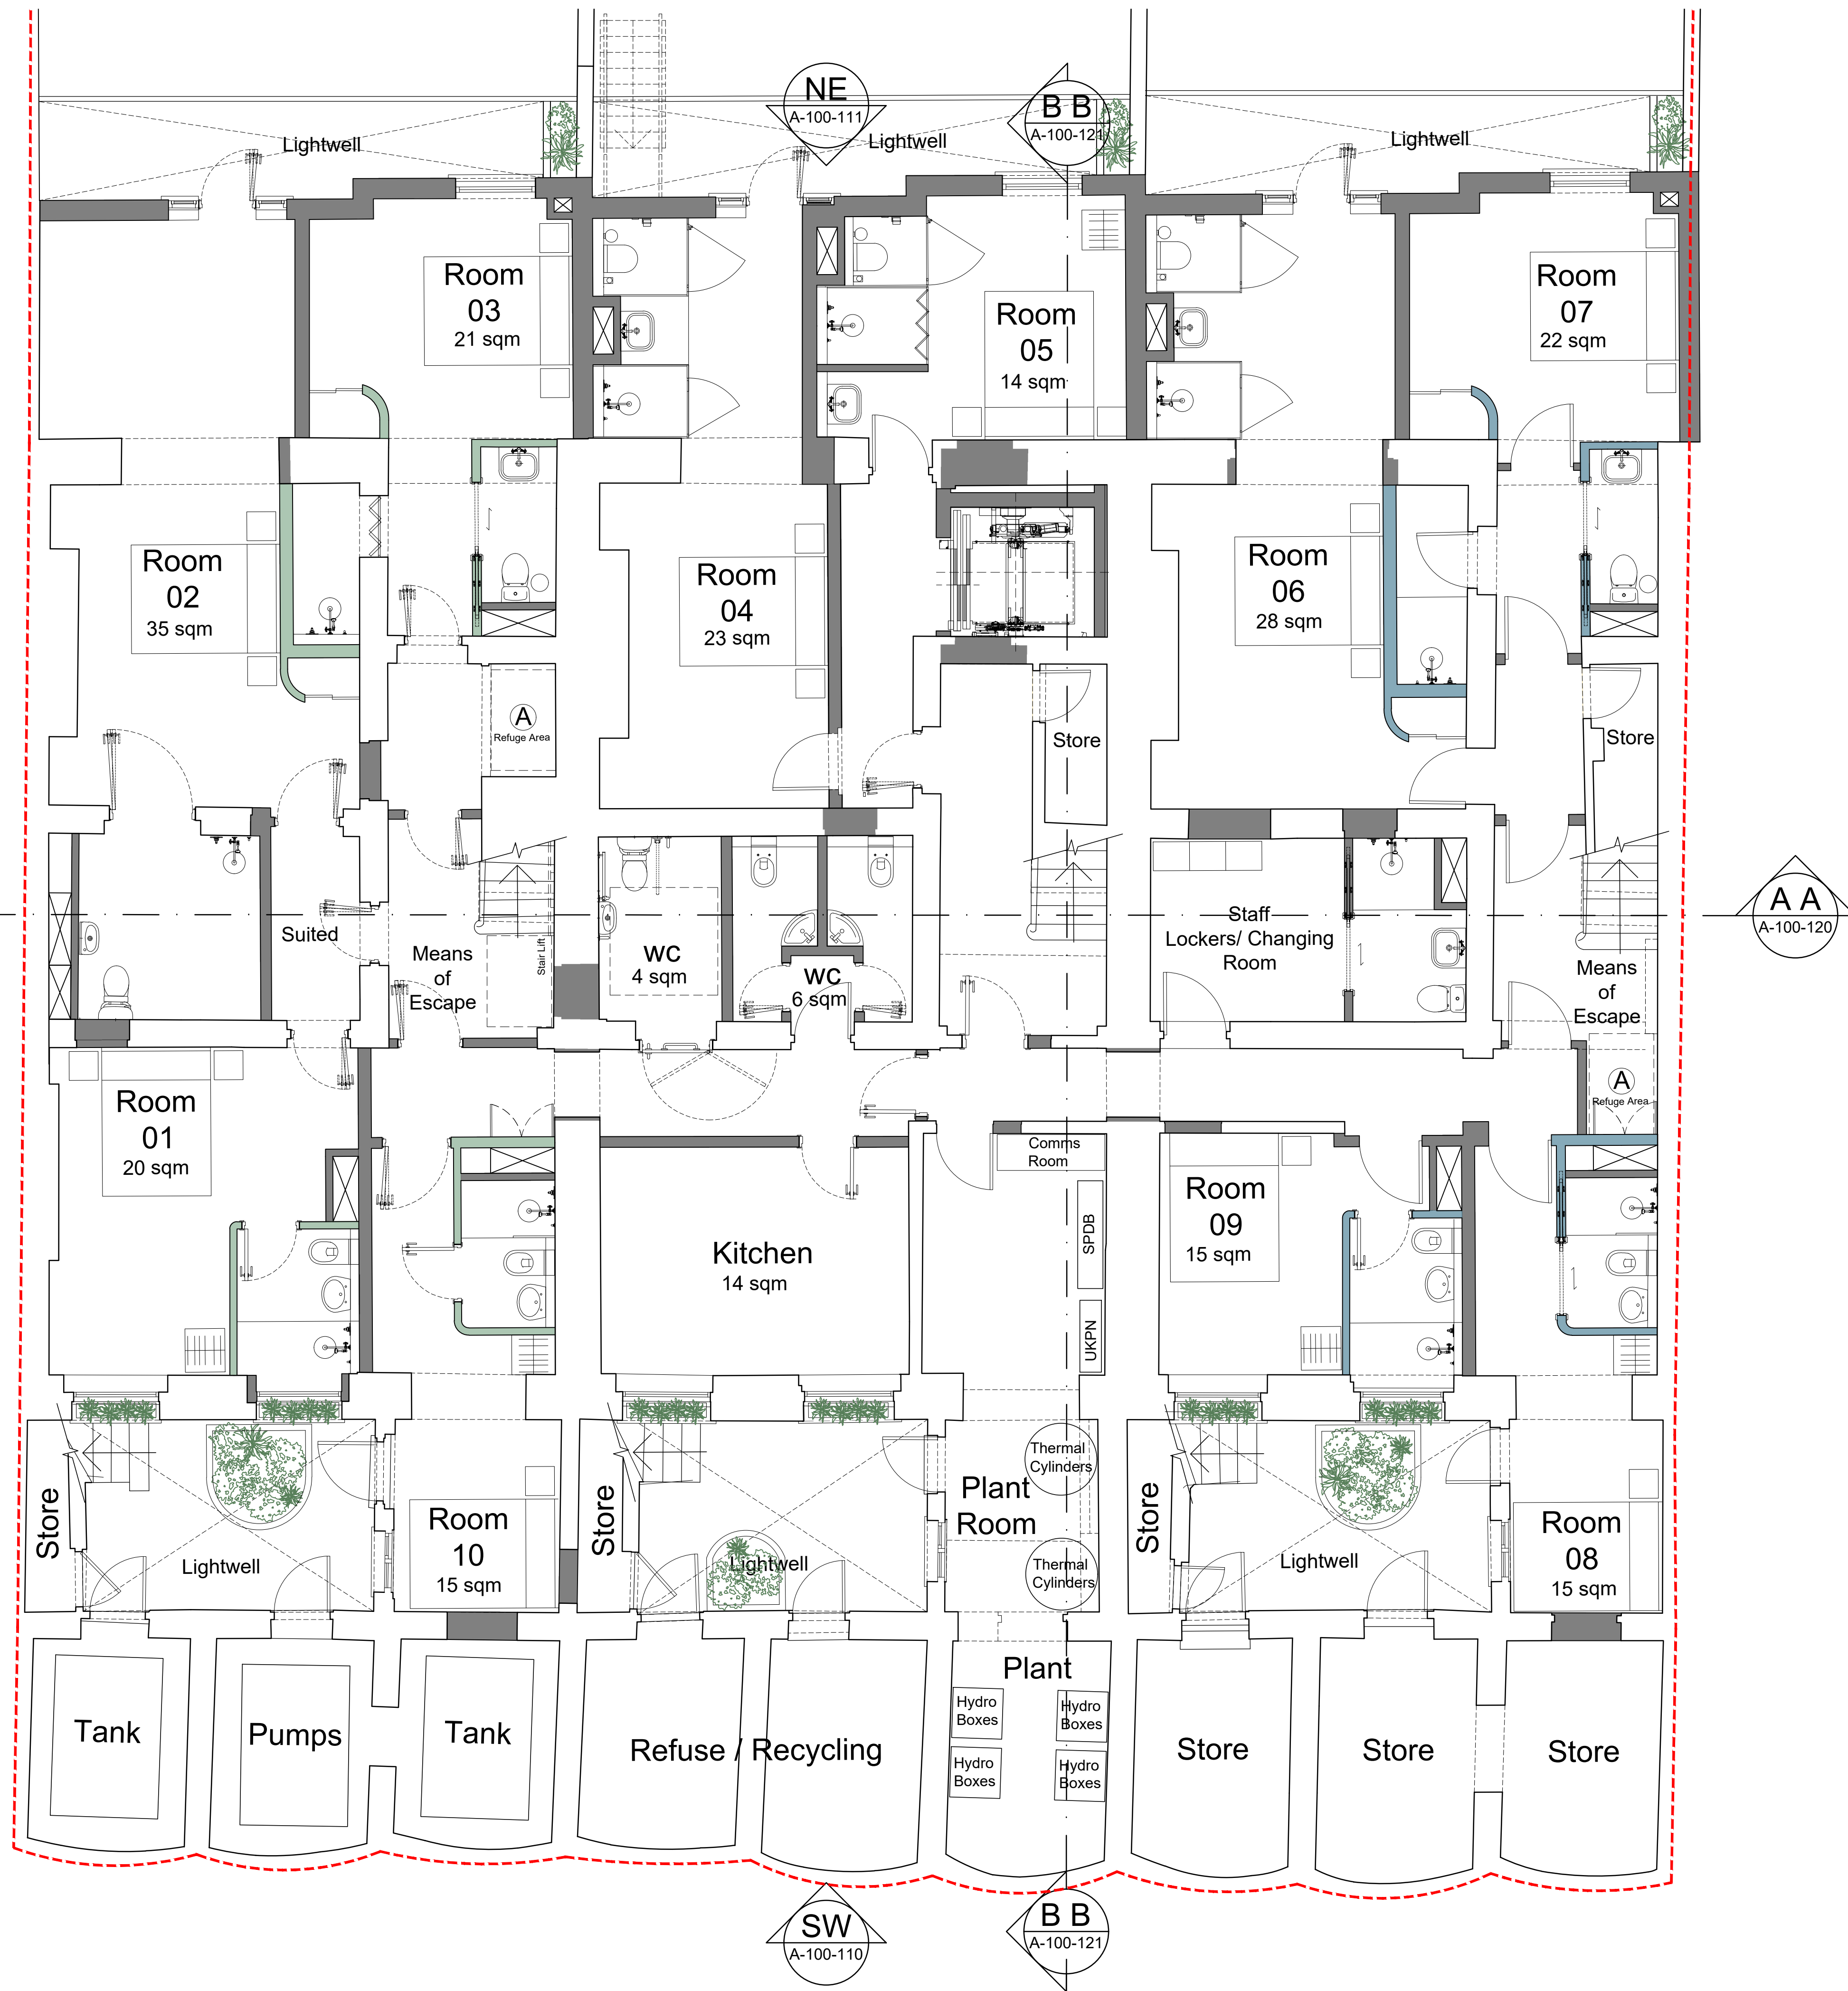 NE
A-100-111
B B
A-100-121
Lightwell
Lightwell
Lightwell
Room
03
21 sqm
Room
05
14 sqm
Room
07
22 sqm
Room
02
35 sqm
Room
04
23 sqm
Room
06
28 sqm
A
Refuge Area
Store
Store
Suited
Means
of
Escape
Stair Lift
WC
4 sqm
WC
6 sqm
Staff
Lockers/ Changing
Room
Means
of
Escape
A A
A-100-120
A
Refuge Area
Room
01
20 sqm
Kitchen
14 sqm
Comms
Room
SPDB
UKPN
Room
09
15 sqm
Store
Lightwell
Room
10
15 sqm
Store
Lightwell
Plant
Room
Thermal
Cylinders
Thermal
Cylinders
Store
Lightwell
Room
08
15 sqm
Tank
Pumps
Tank
Refuse / Recycling
Plant
Hydro
Boxes
Hydro
Boxes
Hydro
Boxes
Hydro
Boxes
Store
Store
Store
SW
A-100-110
B B
A-100-121